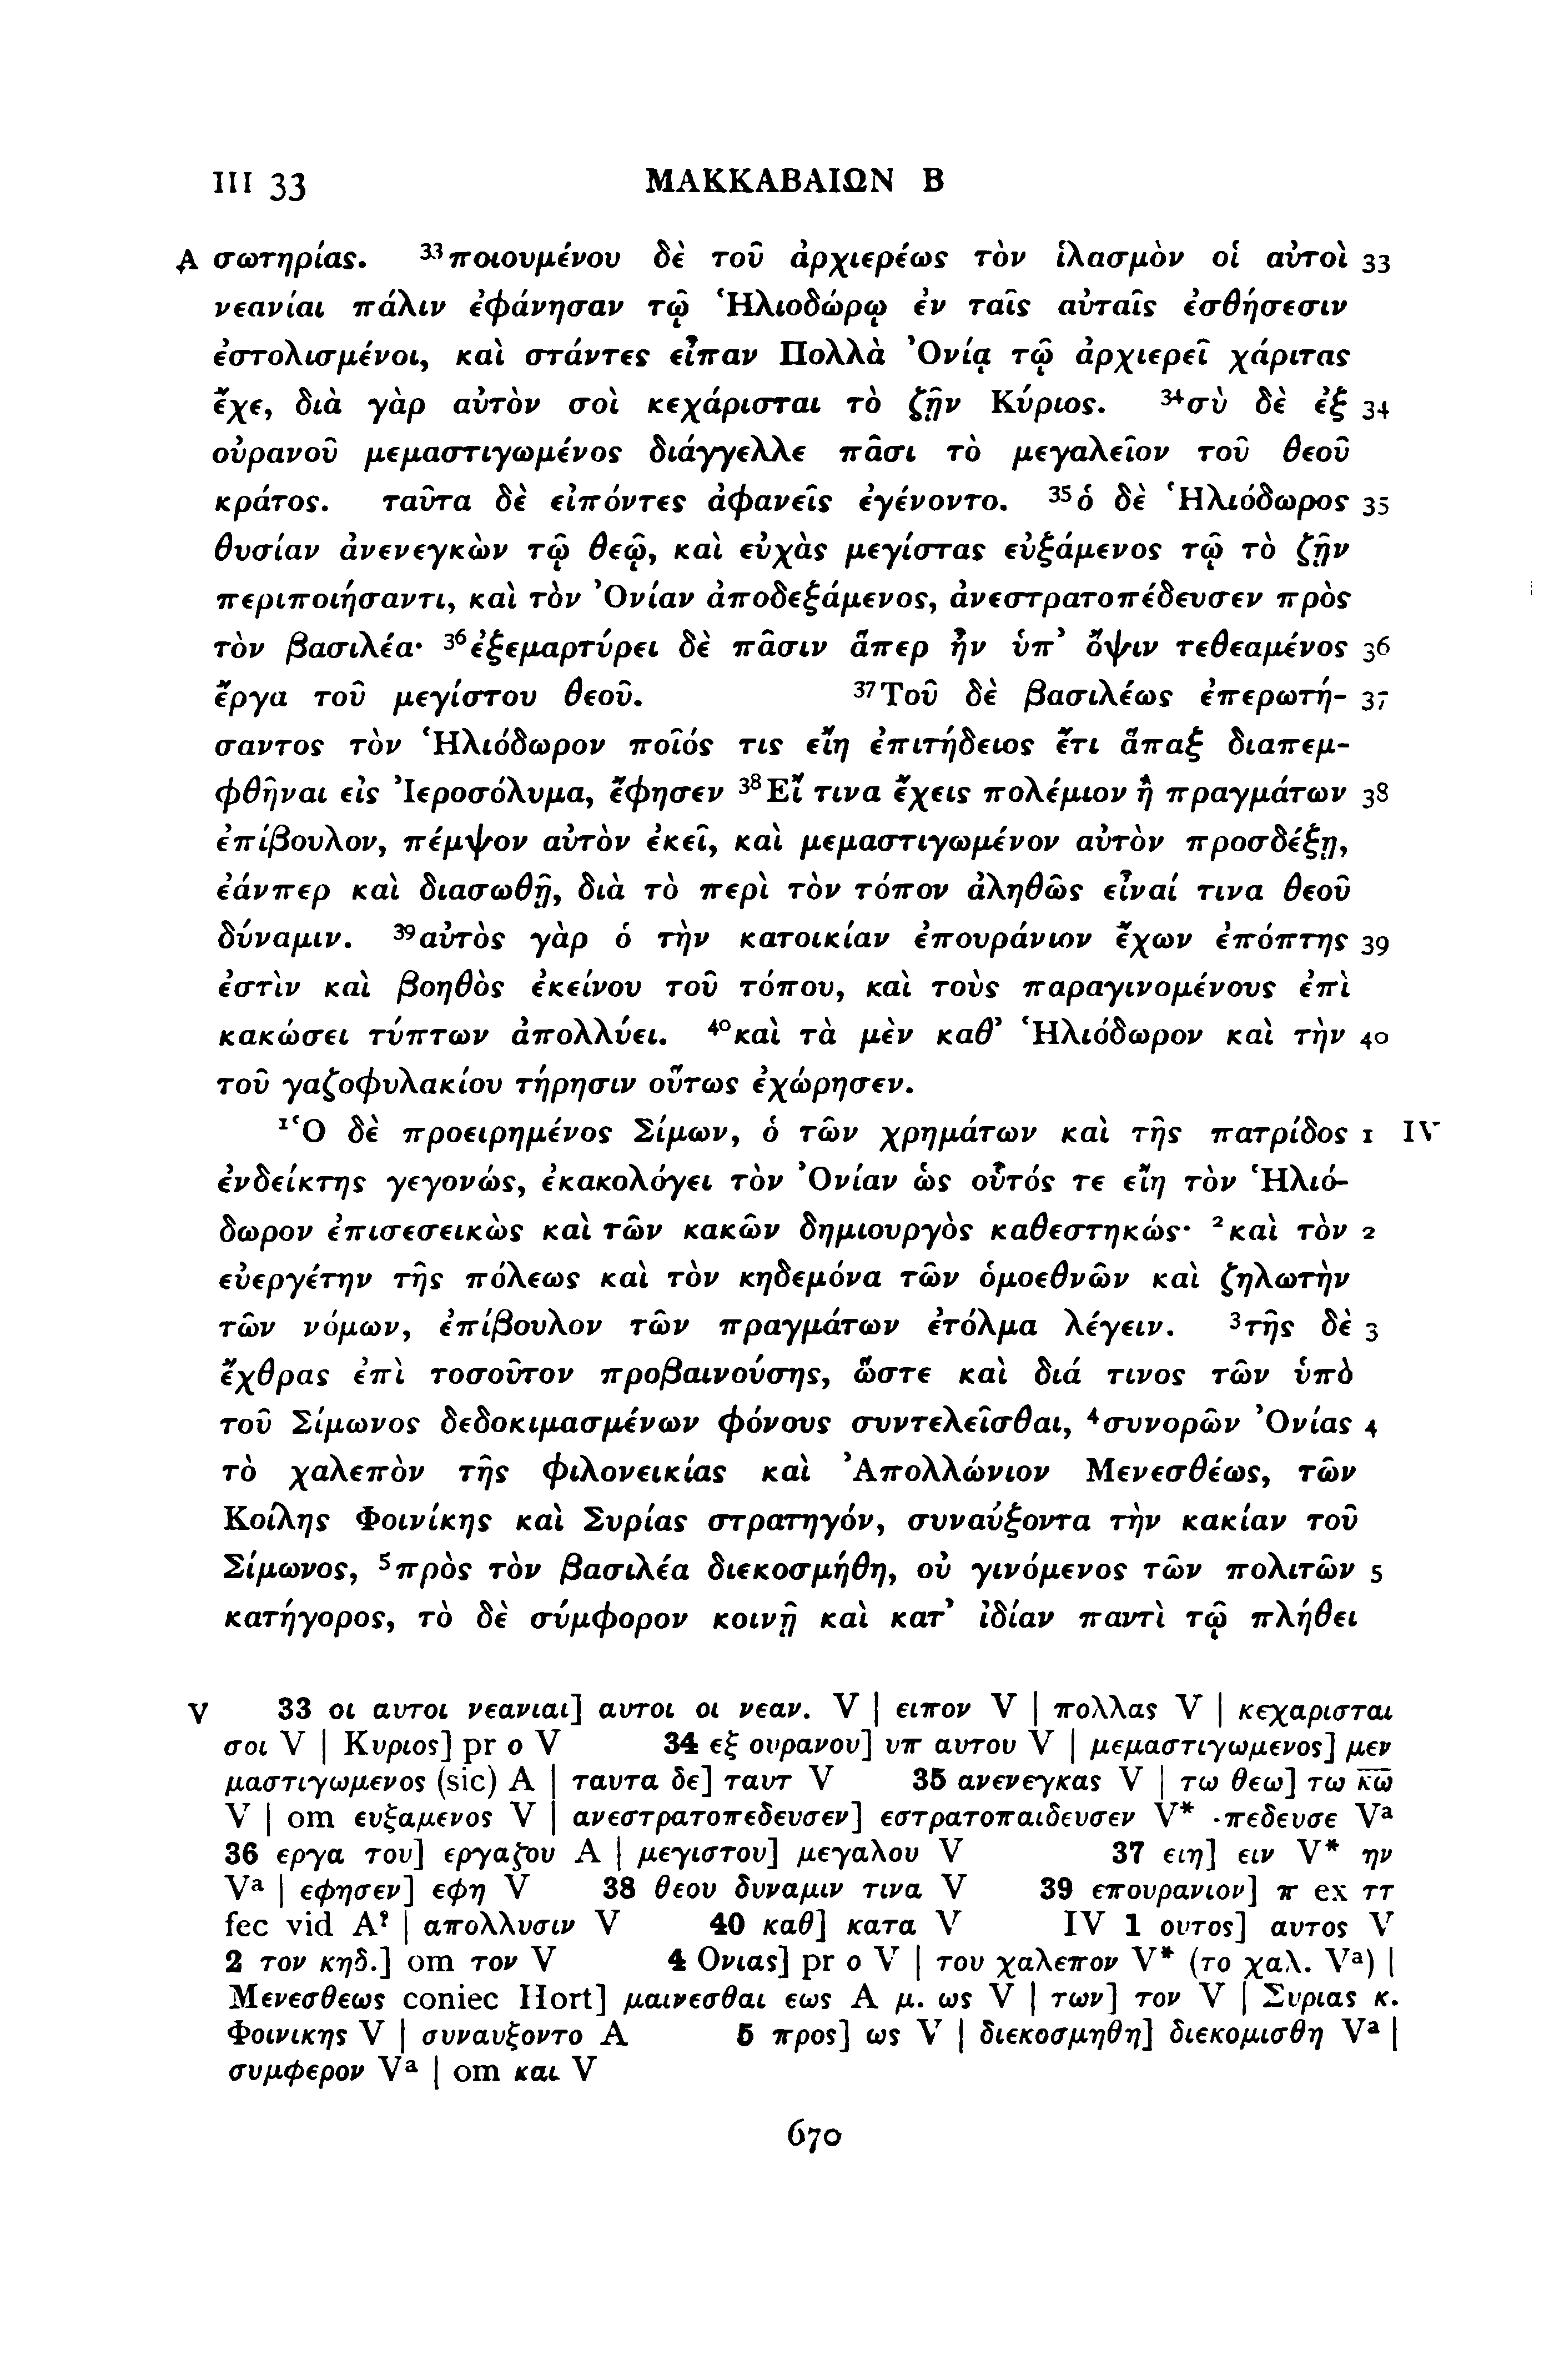 III 33 ΜΑΚΚΑΒΑΙΩΝ Β
A σωτηρίας. ³³ποιουμένου δὲ τοῦ ἀρχιερέως τὸν ἱλασμὸν οἱ αὐτοὶ 33
νεανίαι πάλιν ἐφάνησαν τῷ Ἡλιοδώρῳ ἐν ταῖς αὐταῖς ἐσθήσεσιν
ἐστολισμένοι, καὶ στάντες εἶπαν Πολλὰ Ὀνίᾳ τῷ ἀρχιερεῖ χάριτας
ἔχε, διὰ γὰρ αὐτὸν σοὶ κεχάρισται τὸ ζῇν Κύριος. ³⁴σὺ δὲ ἐξ 34
οὐρανοῦ μεμαστιγωμένος διάγγελλε πᾶσι τὸ μεγαλεῖον τοῦ θεοῦ
κράτος. ταῦτα δὲ εἰπόντες ἀφανεῖς ἐγένοντο. ³⁵ὁ δὲ Ἡλιόδωρος 35
θυσίαν ἀνενεγκὼν τῷ θεῷ, καὶ εὐχὰς μεγίστας εὐξάμενος τῷ τὸ ζῇν
περιποιήσαντι, καὶ τὸν Ὀνίαν ἀποδεξάμενος, ἀνεστρατοπέδευσεν πρὸς
τὸν βασιλέα· ³⁶ἐξεμαρτύρει δὲ πᾶσιν ἅπερ ἦν ὑπ’ ὄψιν τεθεαμένος 36
ἔργα τοῦ μεγίστου θεοῦ. ³⁷Τοῦ δὲ βασιλέως ἐπερωτή- 37
σαντος τὸν Ἡλιόδωρον ποῖός τις εἴη ἐπιτήδειος ἔτι ἅπαξ διαπεμ-
φθῆναι εἰς Ἰεροσόλυμα, ἔφησεν ³⁸Εἴ τινα ἔχεις πολέμιον ἢ πραγμάτων 38
ἐπίβουλον, πέμψον αὐτὸν ἐκεῖ, καὶ μεμαστιγωμένον αὐτὸν προσδέξῃ,
ἐάνπερ καὶ διασωθῇ, διὰ τὸ περὶ τὸν τόπον ἀληθῶς εἶναί τινα θεοῦ
δύναμιν. ³⁹αὐτὸς γὰρ ὁ τὴν κατοικίαν ἐπουράνιον ἔχων ἐπόπτης 39
ἐστὶν καὶ βοηθὸς ἐκείνου τοῦ τόπου, καὶ τοὺς παραγινομένους ἐπὶ
κακώσει τύπτων ἀπολλύει. ⁴⁰καὶ τὰ μὲν καθ’ Ἡλιόδωρον καὶ τὴν 40
τοῦ γαζοφυλακίου τήρησιν οὕτως ἐχώρησεν.
¹Ὁ δὲ προειρημένος Σίμων, ὁ τῶν χρημάτων καὶ τῆς πατρίδος 1 IV
ἐνδείκτης γεγονώς, ἐκακολόγει τὸν Ὀνίαν ὡς οὗτός τε εἴη τὸν Ἡλιό-
δωρον ἐπισεσεικὼς καὶ τῶν κακῶν δημιουργὸς καθεστηκώς· ²καὶ τὸν 2
εὐεργέτην τῆς πόλεως καὶ τὸν κηδεμόνα τῶν ὁμοεθνῶν καὶ ζηλωτὴν
τῶν νόμων, ἐπίβουλον τῶν πραγμάτων ἐτόλμα λέγειν. ³τῆς δὲ 3
ἔχθρας ἐπὶ τοσοῦτον προβαινούσης, ὥστε καὶ διά τινος τῶν ὑπὸ
τοῦ Σίμωνος δεδοκιμασμένων φόνους συντελεῖσθαι, ⁴συνορῶν Ὀνίας 4
τὸ χαλεπὸν τῆς φιλονεικίας καὶ Ἀπολλώνιον Μενεσθέως, τῶν
Κοίλης Φοινίκης καὶ Συρίας στρατηγόν, συναύξοντα τὴν κακίαν τοῦ
Σίμωνος, ⁵πρὸς τὸν βασιλέα διεκοσμήθη, οὐ γινόμενος τῶν πολιτῶν 5
κατήγορος, τὸ δὲ σύμφορον κοινῇ καὶ κατ’ ἰδίαν παντὶ τῷ πλήθει
V 33 οι αυτοι νεανιαι] αυτοι οι νεαν. V | ειπον V | πολλας V | κεχαρισται
σοι V | Κυριος] pr ο V 34 εξ ουρανου] υπ αυτου V | μεμαστιγωμενος] μεν
μαστιγωμενος (sic) A | ταυτα δε] ταυτ V 35 ανενεγκας V | τω θεω] τω κ̅ω̅
V | om ευξαμενος V | ανεστρατοπεδευσεν] εστρατοπαιδευσεν V* ·πεδευσε Vᵃ
36 εργα του] εργαζου A | μεγιστου] μεγαλου V 37 ειη] ειν V* ην
Vᵃ | εφησεν] εφη V 38 θεου δυναμιν τινα V 39 επουρανιον] π ex ττ
fec vid A? | απολλυσιν V 40 καθ] κατα V IV 1 ουτος] αυτος V
2 τον κηδ.] om τον V 4 Ονιας] pr ο V | του χαλεπον V* (το χαλ. Vᵃ) |
Μενεσθεως coniec Hort] μαινεσθαι εως A μ. ως V | των] τον V | Συριας κ.
Φοινικης V | συναυξοντο A 5 προς] ως V | διεκοσμηθη] διεκομισθη Vᵃ |
συμφερον Vᵃ | om και V
670